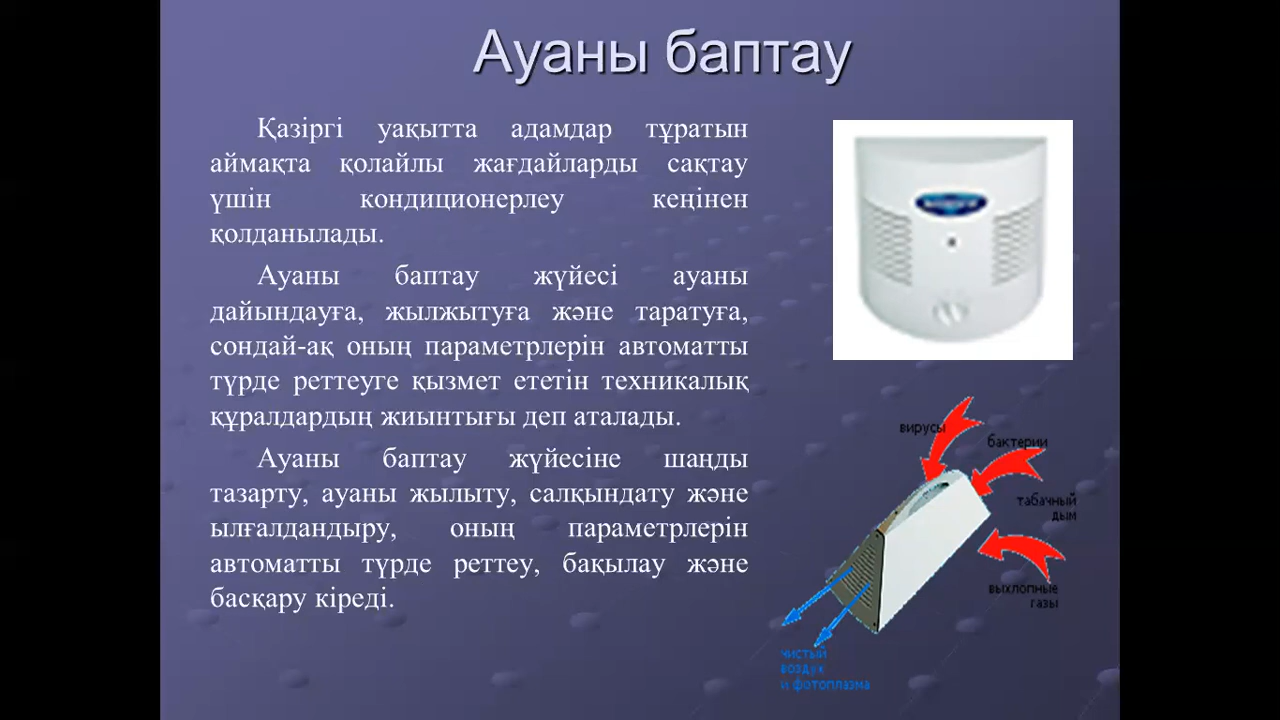 Ауаны баптау
Қазіргі уақытта адамдар тұратын
аймақта қолайлы жағдайларды сақтау
үшін кондиционерлеу кеңінен
қолданылады.
Ауаны баптау жүйесі ауаны
дайындауға, жылжытуға және таратуға,
сондай-ақ оның параметрлерін автоматты
түрде реттеуге қызмет ететін техникалық
құралдардың жиынтығы деп аталады.
Ауаны баптау жүйесіне шаңды
тазарту, ауаны жылыту, салқындату және
ылғалдандыру, оның параметрлерін
автоматты түрде реттеу, бақылау және
басқару кіреді.
вирусы
бактерии
табачный
дым
выхлопные
газы
чистый
воздук
и фотоплазма